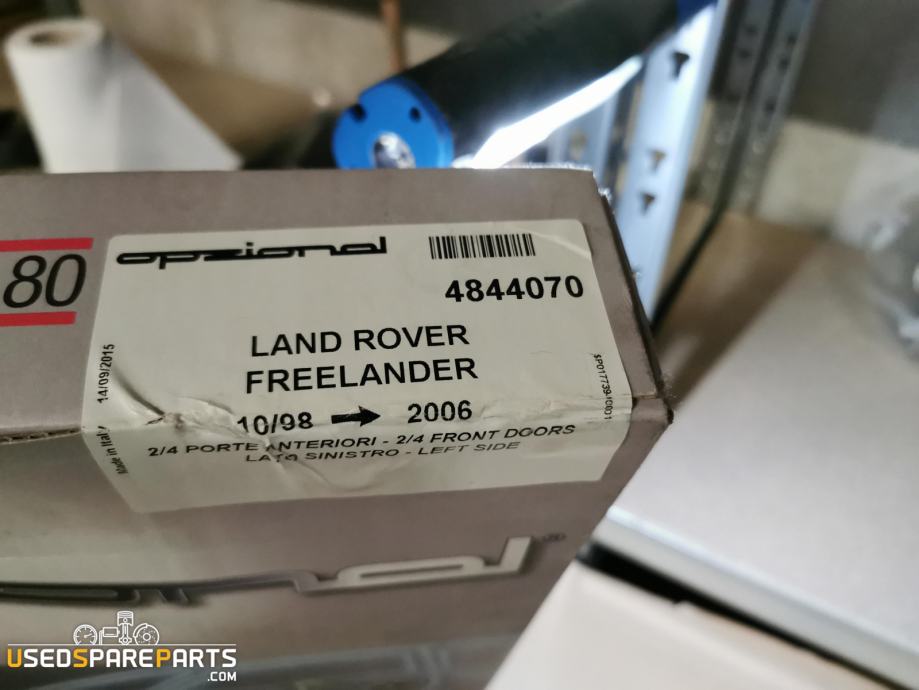 80
opzional
4844070
LAND ROVER
FREELANDER
10/98 → 2006
2/4 PORTE ANTERIORI - 2/4 FRONT DOORS
LATO SINISTRO - LEFT SIDE
14/09/2015
Made in Italy
USEDSPAREPARTS
.COM